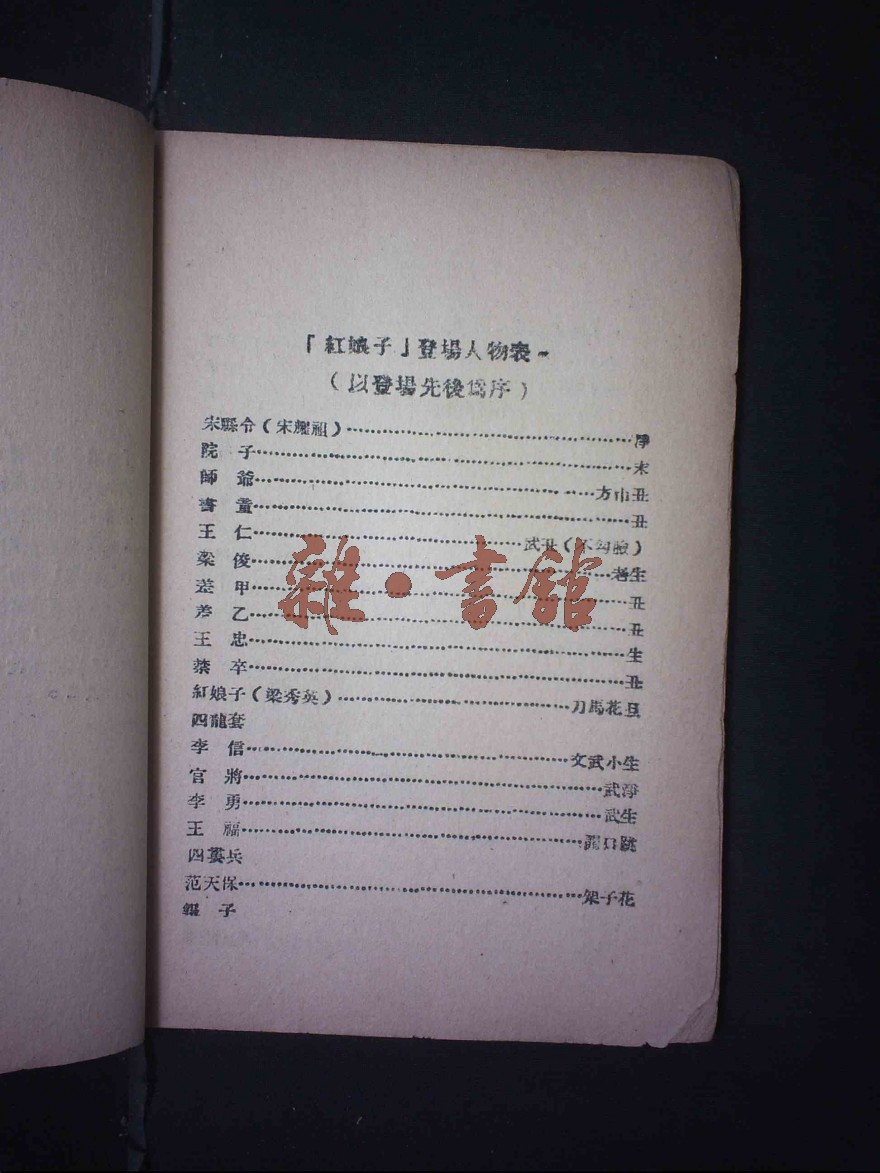 「紅娘子」登場人物表
（以登場先後爲序）
宋縣令（宋耀祖）……淨
院　子……末
師　爺……方巾丑
書　童……丑
王　仁……武丑（不勾臉）
梁　俊……老生
差　甲……丑
差　乙……丑
王　忠……生
禁　卒……丑
紅娘子（梁秀英）……刀馬花旦
四龍套
李　信……文武小生
官　將……武淨
李　勇……武生
王　福……開口跳
四嘍兵
范天保……架子花
報　子
雜·書館